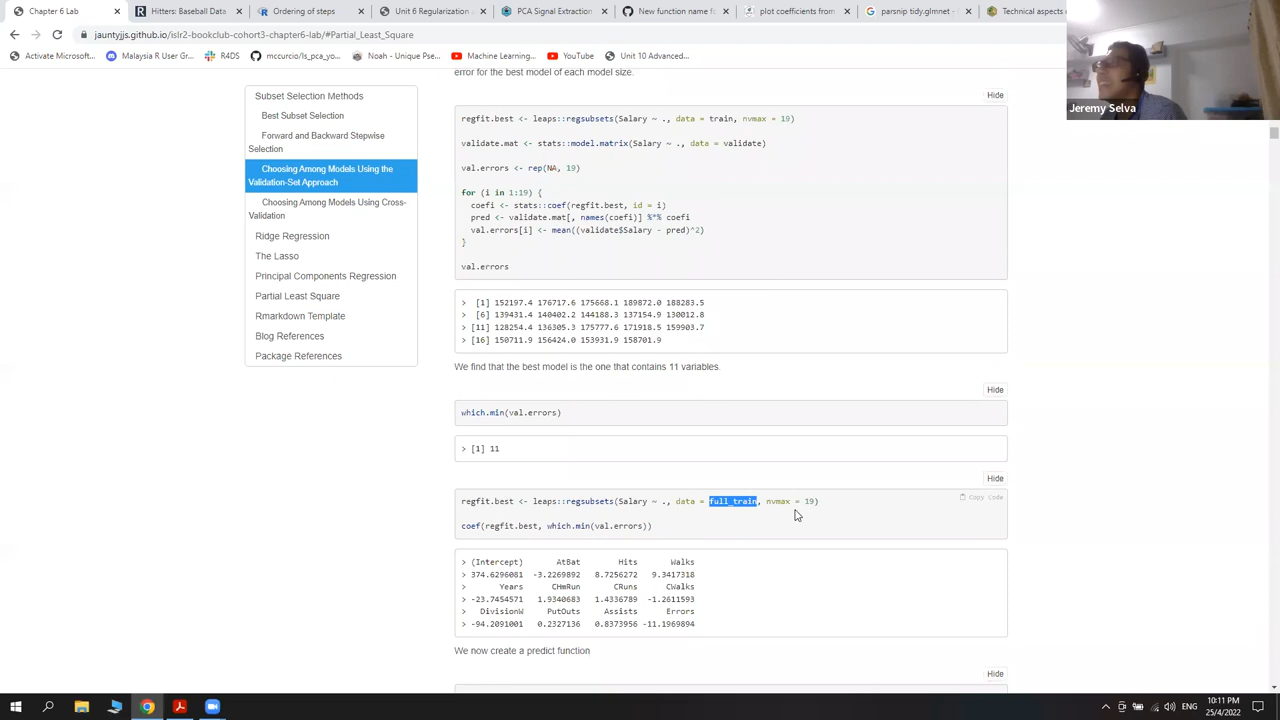 Chapter 6 Lab
Hitters: Baseball Data
Ordering of steps
Unit 6 Regularization
PCA Signal Extraction
New function name f
plot coefficients from
parsnip tidy.glmnet -
Technical aspects
jauntyjjs.github.io/islr2-bookclub-cohort3-chapter6-lab/#Partial_Least_Square
Activate Microsoft...
Malaysia R User Gr...
R4DS
mccurcio/ls_pca_yo...
Noah - Unique Pse...
Machine Learning...
YouTube
Unit 10 Advanced...
Jeremy Selva
Subset Selection Methods
Best Subset Selection
Forward and Backward Stepwise
Selection
Choosing Among Models Using the
Validation-Set Approach
Choosing Among Models Using Cross-
Validation
Ridge Regression
The Lasso
Principal Components Regression
Partial Least Square
Rmarkdown Template
Blog References
Package References
error for the best model of each model size.
Hide
regfit.best <- leaps::regsubsets(Salary ~ ., data = train, nvmax = 19)
validate.mat <- stats::model.matrix(Salary ~ ., data = validate)
val.errors <- rep(NA, 19)
for (i in 1:19) {
coefi <- stats::coef(regfit.best, id = i)
pred <- validate.mat[, names(coefi)] %*% coefi
val.errors[i] <- mean((validate$Salary - pred)^2)
}
val.errors
> [1] 152197.4 176717.6 175668.1 189872.0 188283.5
> [6] 139431.4 140402.2 144188.3 137154.9 130012.8
> [11] 128254.4 136305.3 175777.6 171918.5 159903.7
> [16] 150711.9 156424.0 153931.9 158701.9
We find that the best model is the one that contains 11 variables.
Hide
which.min(val.errors)
> [1] 11
Hide
regfit.best <- leaps::regsubsets(Salary ~ ., data = full_train, nvmax = 19)
Copy Code
coef(regfit.best, which.min(val.errors))
> (Intercept) AtBat Hits Walks
> 374.6296081 -3.2269892 8.7256272 9.3417318
> Years CHmRun CRuns CWalks
> -23.7454571 1.9340683 1.4336789 -1.2611593
> DivisionW PutOuts Assists Errors
> -94.2091001 0.2327136 0.8373956 -11.1969894
We now create a predict function
Hide
ENG
10:11 PM
25/4/2022